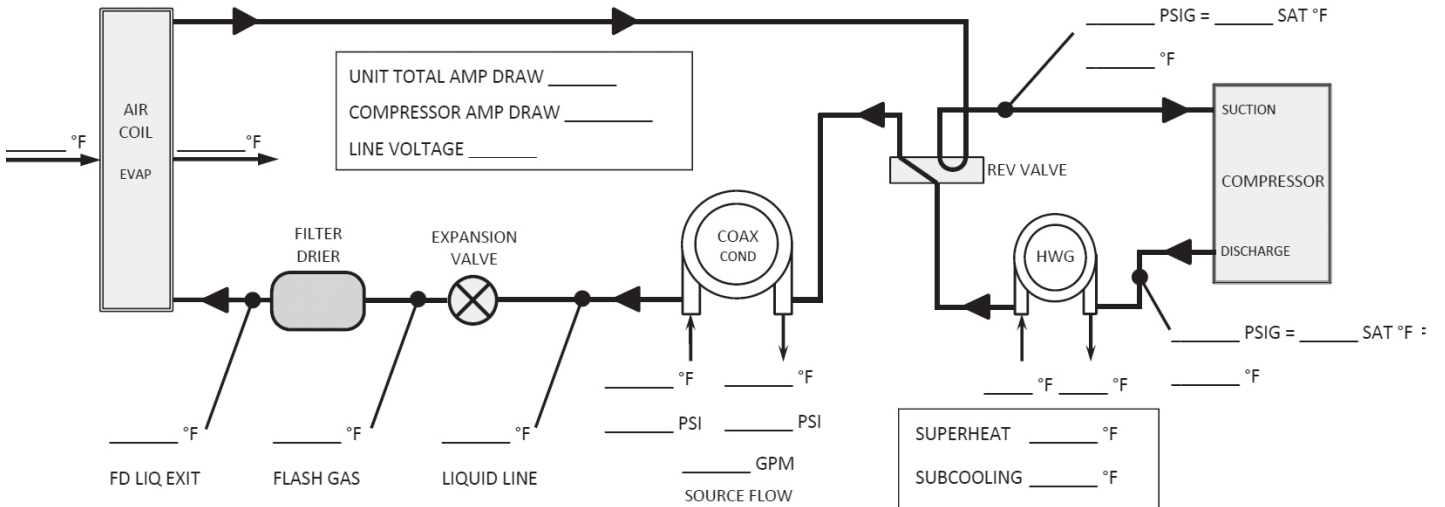 _______ PSIG = _______ SAT °F
_______ °F
UNIT TOTAL AMP DRAW _______
COMPRESSOR AMP DRAW _________
LINE VOLTAGE _______
AIR
COIL
EVAP
_______ °F
_________ °F
SUCTION
REV VALVE
COMPRESSOR
DISCHARGE
FILTER
DRIER
EXPANSION
VALVE
COAX
COND
HWG
_______ PSIG = _______ SAT °F =
_______ °F
_______ °F
_______ °F
_____ °F
_____ °F
_______ °F
_______ °F
_______ °F
_______ PSI
_______ PSI
FD LIQ EXIT
FLASH GAS
LIQUID LINE
_______ GPM
SOURCE FLOW
SUPERHEAT _______ °F
SUBCOOLING _______ °F